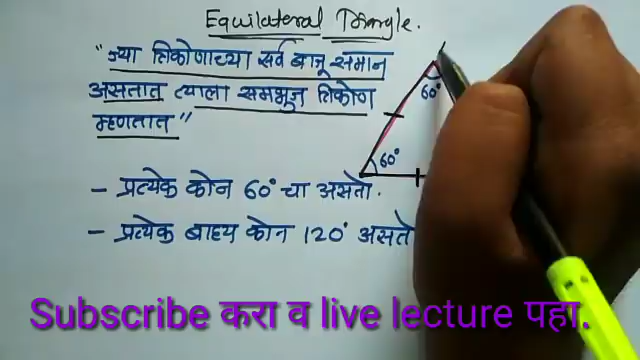 Equilateral Triangle.
"ज्या त्रिकोणाच्या सर्व बाजू समान
असतात त्याला समभुज त्रिकोण
म्हणतात"
60°
60°
- प्रत्येक कोन 60° चा असतो.
- प्रत्येक बाह्य कोन 120° असतो
Subscribe करा व live lecture पहा.